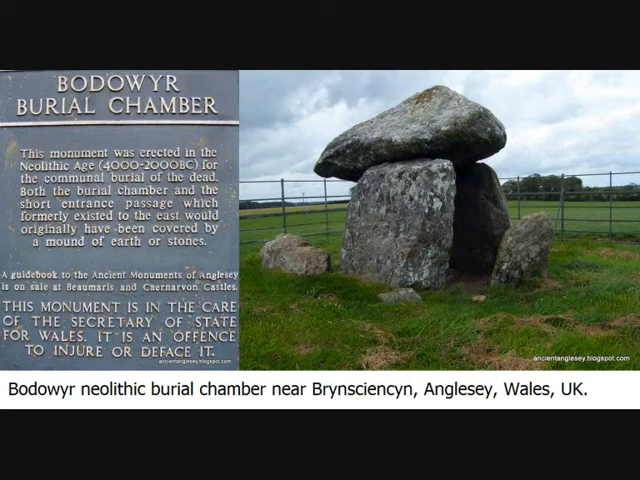 BODOWYR
BURIAL CHAMBER
This monument was erected in the
Neolithic Age (4000-2000BC) for
the communal burial of the dead.
Both the burial chamber and the
short entrance passage which
formerly existed to the east would
originally have been covered by
a mound of earth or stones.
A guidebook to the Ancient Monuments of Anglesey
is on sale at Beaumaris and Caernarvon Castles.
THIS MONUMENT IS IN THE CARE
OF THE SECRETARY OF STATE
FOR WALES. IT IS AN OFFENCE
TO INJURE OR DEFACE IT.
ancientanglesey.blogspot.com
ancientanglesey.blogspot.com
Bodowyr neolithic burial chamber near Brynsciencyn, Anglesey, Wales, UK.